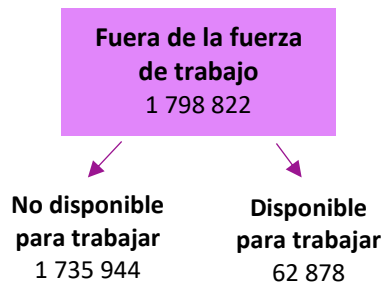 Fuera de la fuerza
de trabajo
1 798 822
No disponible
para trabajar
1 735 944
Disponible
para trabajar
62 878